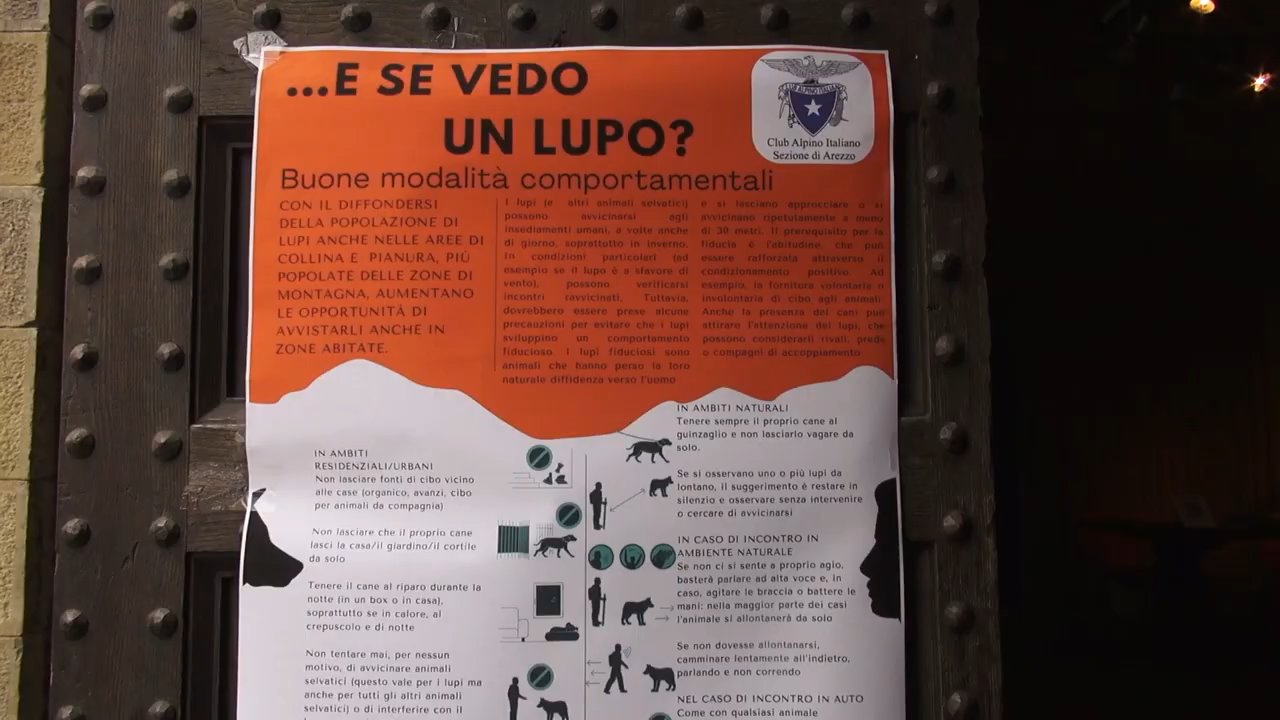 ...E SE VEDO
UN LUPO?
CLUB ALPINO ITALIANO
Club Alpino Italiano
Sezione di Arezzo
Buone modalità comportamentali
CON IL DIFFONDERSI
DELLA POPOLAZIONE DI
LUPI ANCHE NELLE AREE DI
COLLINA E PIANURA, PIÙ
POPOLATE DELLE ZONE DI
MONTAGNA, AUMENTANO
LE OPPORTUNITÁ DI
AVVISTARLI ANCHE IN
ZONE ABITATE.
I lupi (e altri animali selvatici)
possono avvicinarsi agli
insediamenti umani, a volte anche
di giorno, soprattutto in inverno.
In condizioni particolari (ad
esempio se il lupo è a sfavore di
vento), possono verificarsi
incontri ravvicinati. Tuttavia,
dovrebbero essere prese alcune
precauzioni per evitare che i lupi
sviluppino un comportamento
fiducioso. I lupi fiduciosi sono
animali che hanno perso la loro
naturale diffidenza verso l'uomo
e si lasciano approcciare o si
avvicinano ripetutamente a meno
di 30 metri. Il prerequisito per la
fiducia è l'abitudine, che può
essere rafforzata attraverso il
condizionamento positivo. Ad
esempio, la fornitura volontaria o
involontaria di cibo agli animali.
Anche la presenza dei cani può
attirare l'attenzione dei lupi, che
possono considerarli rivali, prede
o compagni di accoppiamento
IN AMBITI
RESIDENZIALI/URBANI
Non lasciare fonti di cibo vicino
alle case (organico, avanzi, cibo
per animali da compagnia)
Non lasciare che il proprio cane
lasci la casa/il giardino/il cortile
da solo
Tenere il cane al riparo durante la
notte (in un box o in casa),
soprattutto se in calore, al
crepuscolo e di notte
Non tentare mai, per nessun
motivo, di avvicinare animali
selvatici (questo vale per i lupi ma
anche per tutti gli altri animali
selvatici) o di interferire con il
IN AMBITI NATURALI
Tenere sempre il proprio cane al
guinzaglio e non lasciarlo vagare da
solo.
Se si osservano uno o più lupi da
lontano, il suggerimento é restare in
silenzio e osservare senza intervenire
o cercare di avvicinarsi
IN CASO DI INCONTRO IN
AMBIENTE NATURALE
Se non ci si sente a proprio agio,
basterà parlare ad alta voce e, in
caso, agitare le braccia o battere le
mani: nella maggior parte dei casi
l'animale si allontanerà da solo
Se non dovesse allontanarsi,
camminare lentamente all'indietro,
parlando e non correndo
NEL CASO DI INCONTRO IN AUTO
Come con qualsiasi animale